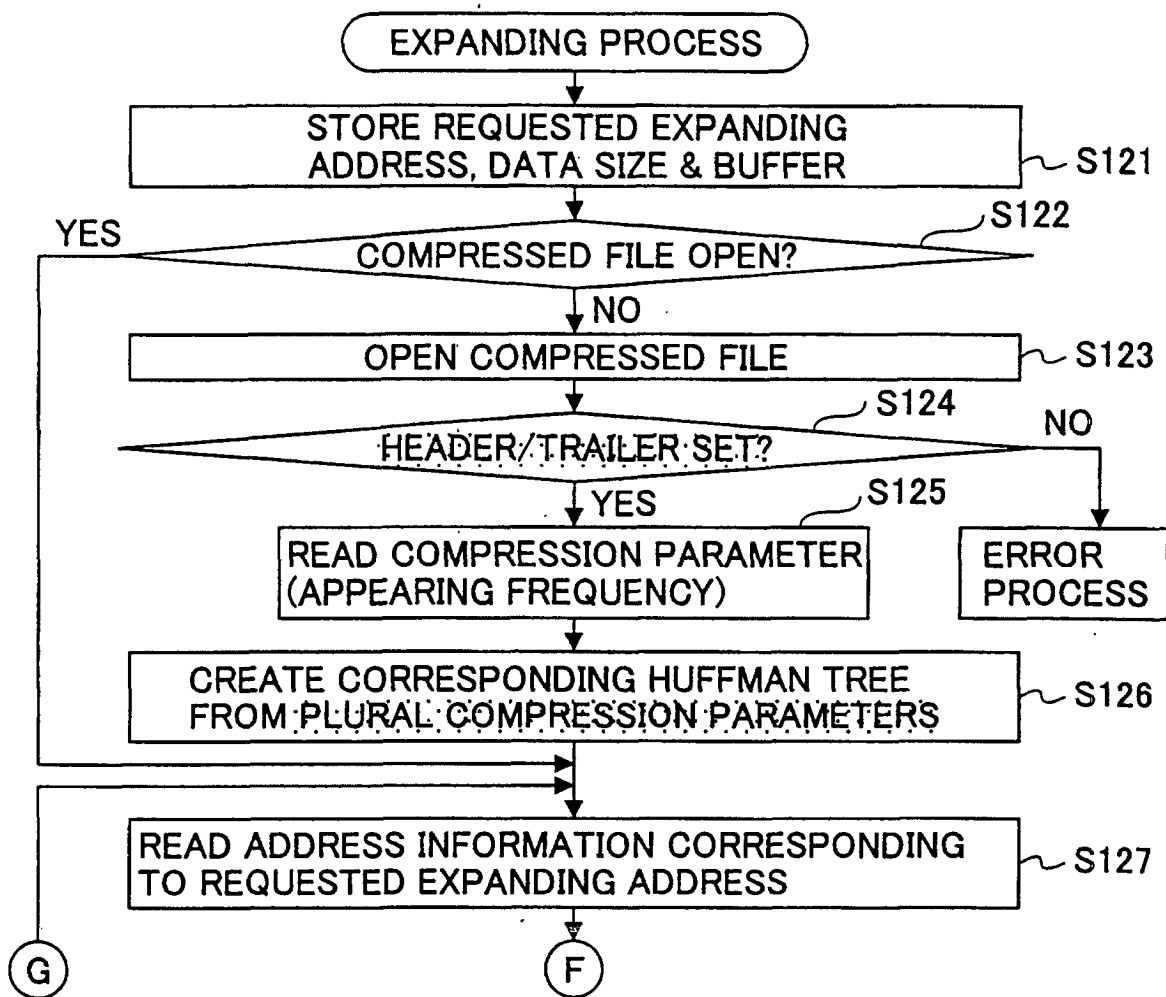 EXPANDING PROCESS
STORE REQUESTED EXPANDING
ADDRESS, DATA SIZE & BUFFER
S121
S122
YES
COMPRESSED FILE OPEN?
NO
OPEN COMPRESSED FILE
S123
S124
NO
HEADER/TRAILER SET?
YES
S125
READ COMPRESSION PARAMETER
(APPEARING FREQUENCY)
ERROR
PROCESS
CREATE CORRESPONDING HUFFMAN TREE
FROM PLURAL COMPRESSION PARAMETERS
S126
READ ADDRESS INFORMATION CORRESPONDING
TO REQUESTED EXPANDING ADDRESS
S127
G
F